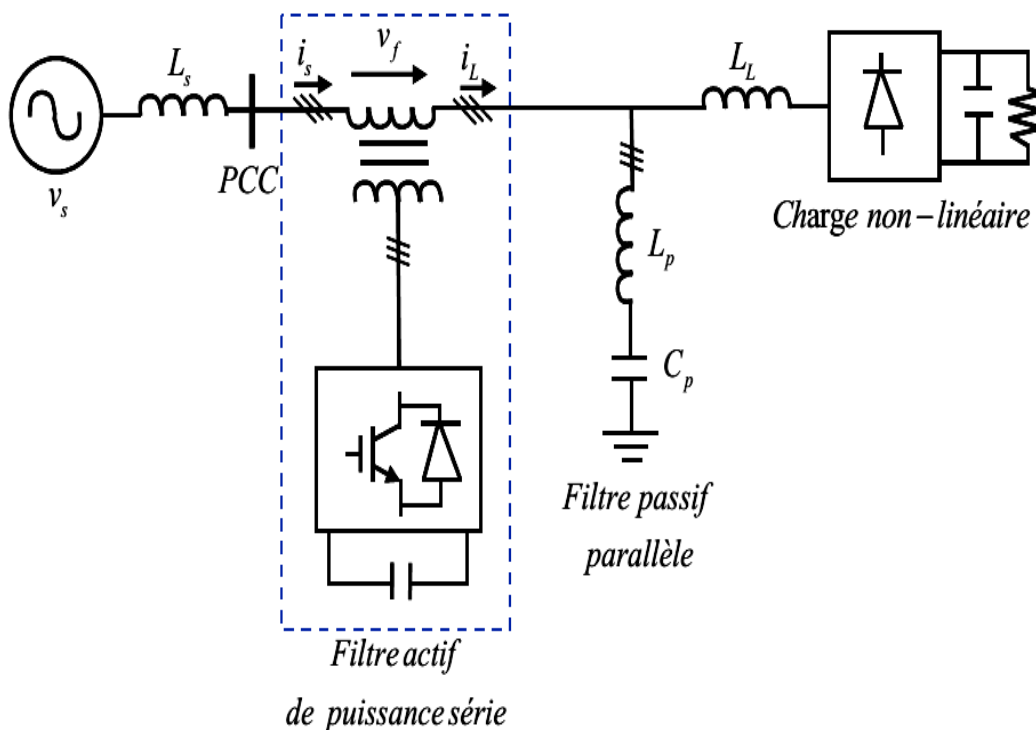 L_s
PCC
v_s
i_s
v_f
i_L
L_L
Charge non-linéaire
L_p
C_p
Filtre passif
parallèle
Filtre actif
de puissance série